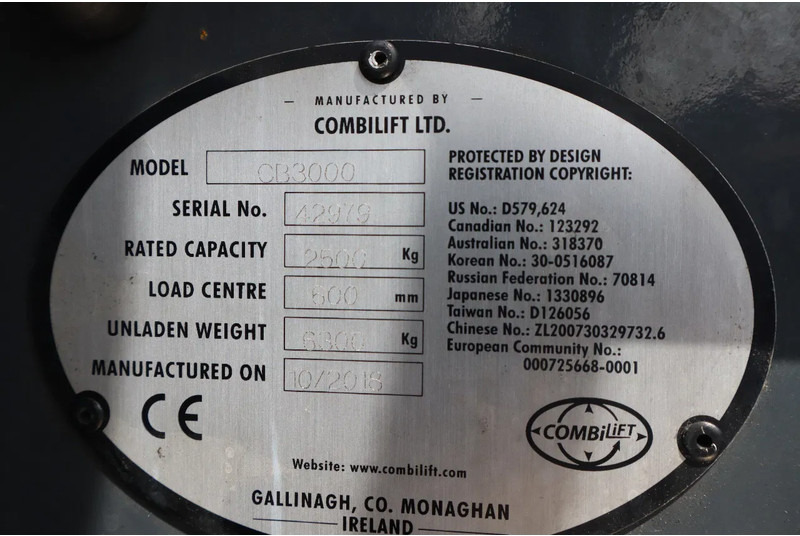 MANUFACTURED BY
COMBILIFT LTD.
MODEL CB3000
SERIAL No. 42979
RATED CAPACITY 2500 Kg
LOAD CENTRE 600 mm
UNLADEN WEIGHT 6300 Kg
MANUFACTURED ON 10/2018
PROTECTED BY DESIGN
REGISTRATION COPYRIGHT:
US No.: D579,624
Canadian No.: 123292
Australian No.: 318370
Korean No.: 30-0516087
Russian Federation No.: 70814
Japanese No.: 1330896
Taiwan No.: D126056
Chinese No.: ZL200730329732.6
European Community No.:
000725668-0001
CE
COMBiLiFT
Website: www.combilift.com
GALLINAGH, CO. MONAGHAN
IRELAND